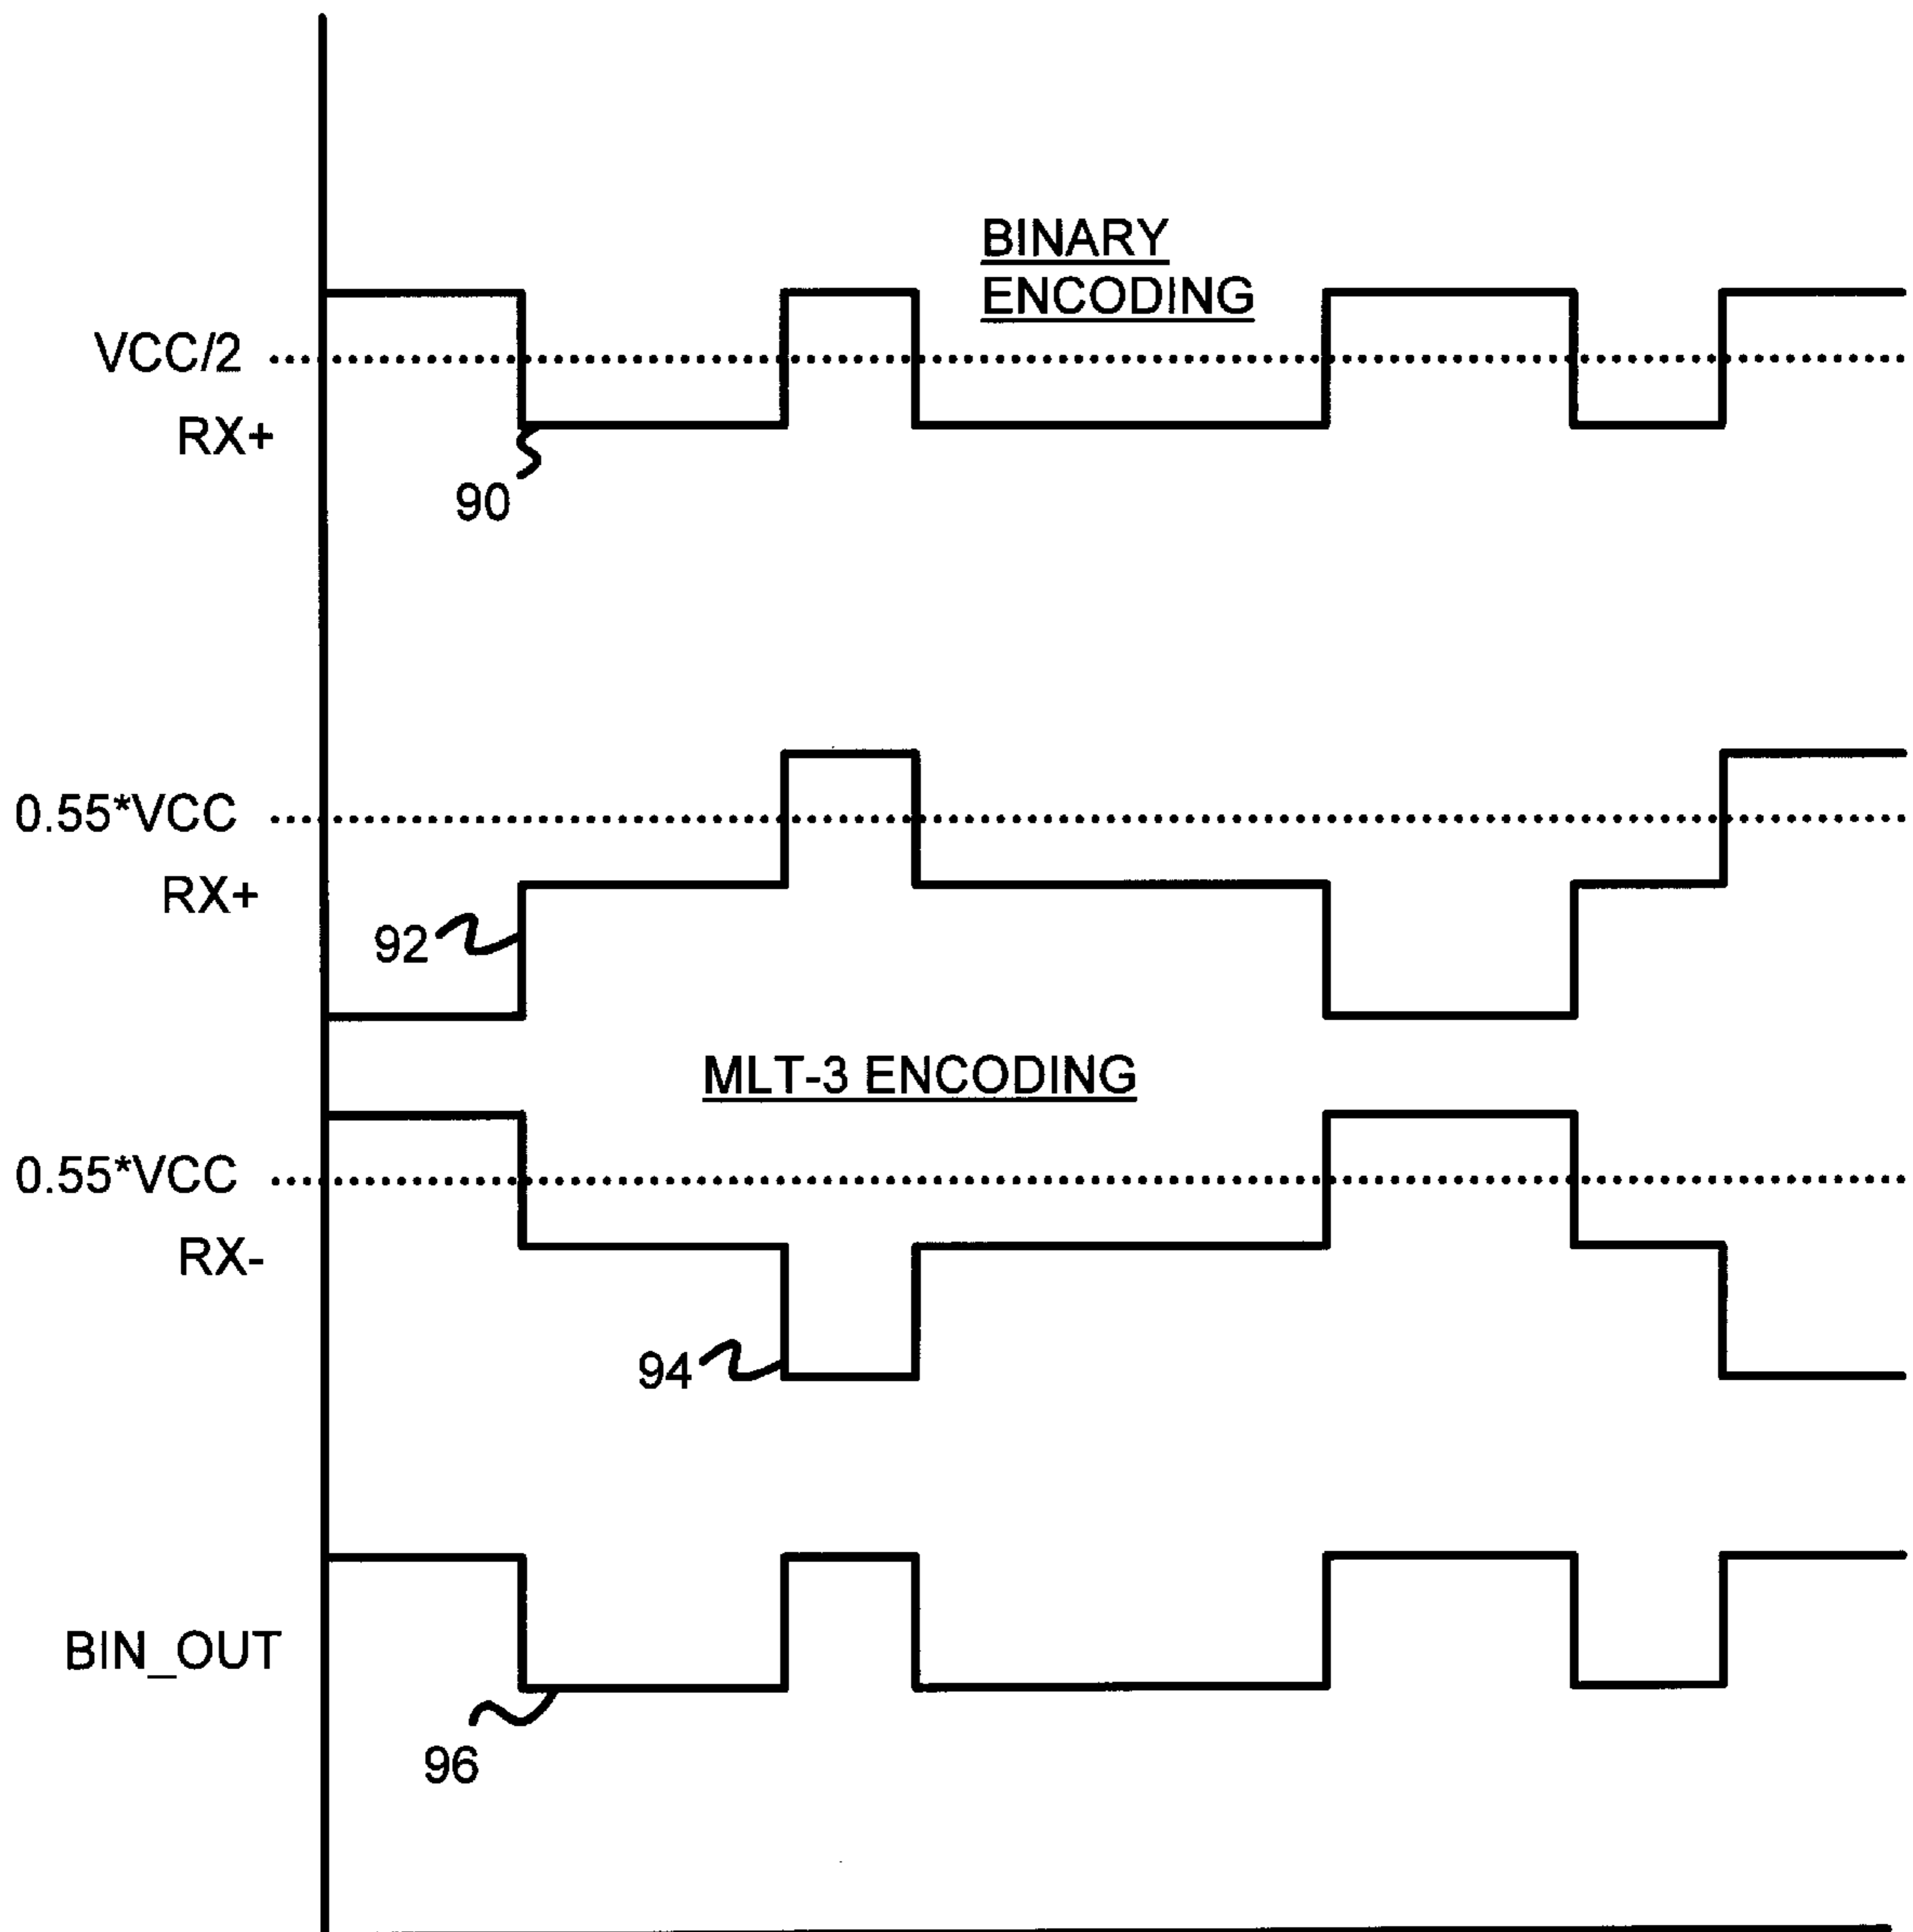 BINARY
ENCODING
VCC/2
RX+
90
0.55*VCC
RX+
92
MLT-3 ENCODING
0.55*VCC
RX-
94
BIN_OUT
96